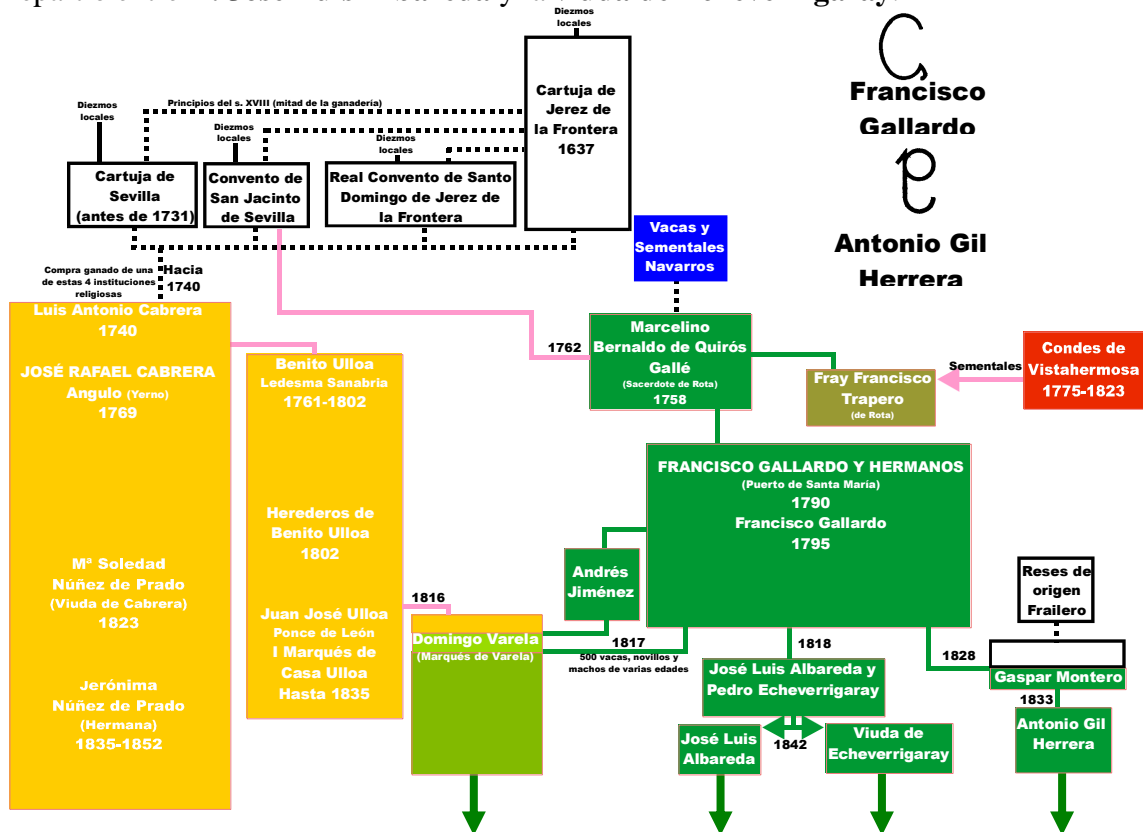 Diezmos
locales
Cartuja de
Jerez de
la Frontera
1637
Francisco
Gallardo
Antonio Gil
Herrera
Principios del s. XVIII (mitad de la ganadería)
Diezmos
locales
Diezmos
locales
Diezmos
locales
Cartuja de
Sevilla
(antes de 1731)
Convento de
San Jacinto
de Sevilla
Real Convento de Santo
Domingo de Jerez de
la Frontera
Vacas y
Sementales
Navarros
Compra ganado de una
de estas 4 instituciones
religiosas
Hacia
1740
Luis Antonio Cabrera
1740
JOSÉ RAFAEL CABRERA
Angulo (Yerno)
1769
Mª Soledad
Núñez de Prado
(Viuda de Cabrera)
1823
Jerónima
Núñez de Prado
(Hermana)
1835-1852
Benito Ulloa
Ledesma Sanabria
1761-1802
Herederos de
Benito Ulloa
1802
Juan José Ulloa
Ponce de León
I Marqués de
Casa Ulloa
Hasta 1835
1762
Marcelino
Bernaldo de Quirós
Gallé
(Sacerdote de Rota)
1758
Fray Francisco
Trapero
(de Rota)
Sementales
Condes de
Vistahermosa
1775-1823
FRANCISCO GALLARDO Y HERMANOS
(Puerto de Santa María)
1790
Francisco Gallardo
1795
Andrés
Jiménez
1816
Domingo Varela
(Marqués de Varela)
1817
500 vacas, novillos y
machos de varias edades
1818
José Luis Albareda y
Pedro Echeverrigaray
1842
José Luis
Albareda
Viuda de
Echeverrigaray
Reses de
origen
Frailero
1828
Gaspar Montero
1833
Antonio Gil
Herrera